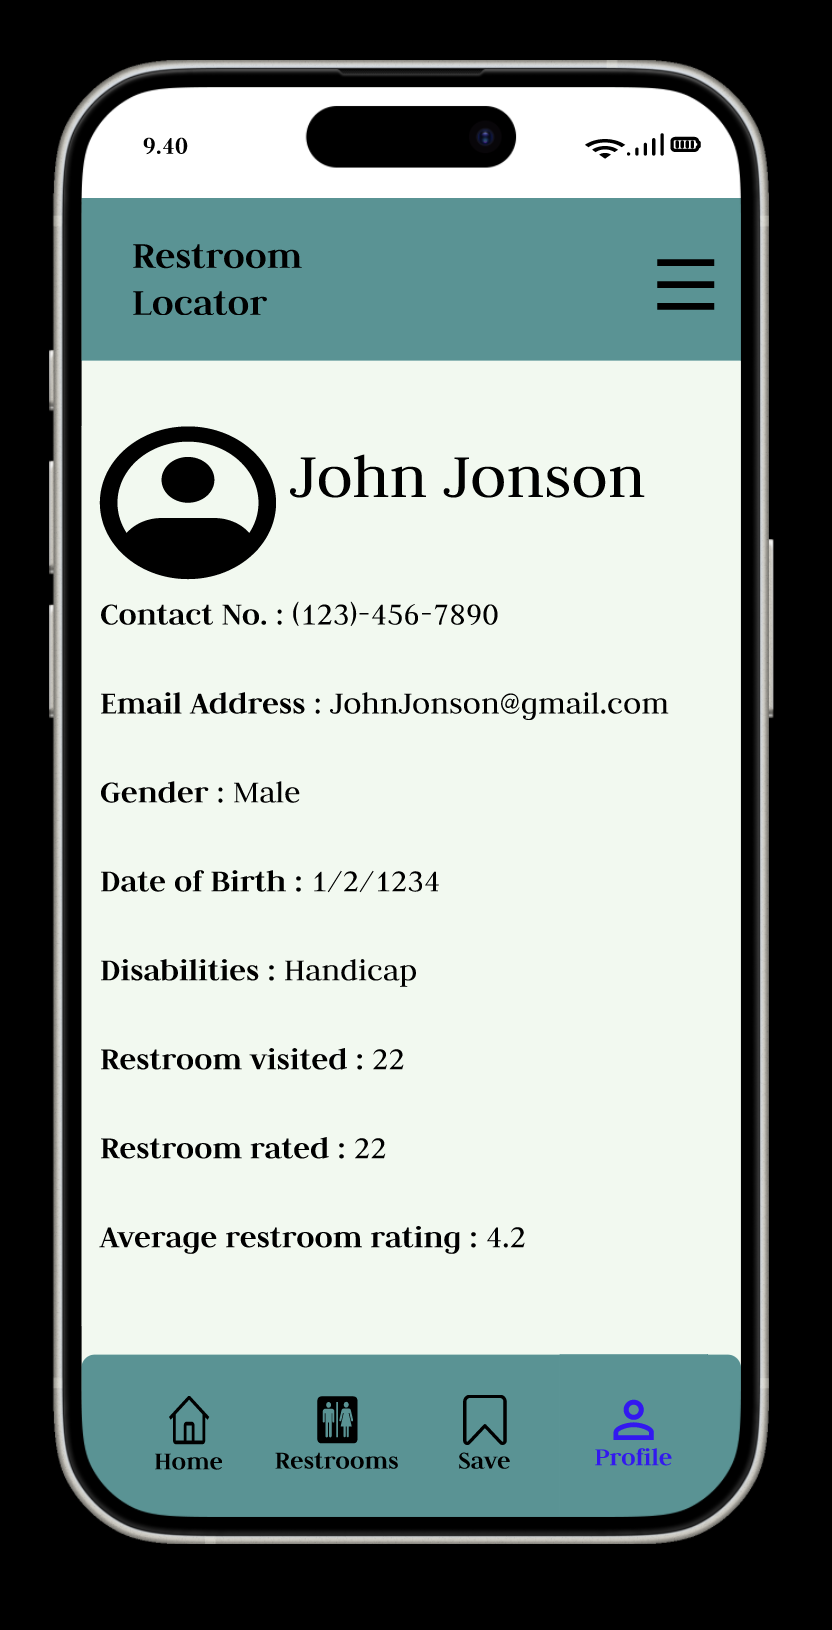 9.40
Restroom
Locator
John Jonson
Contact No. : (123)-456-7890
Email Address : JohnJonson@gmail.com
Gender : Male
Date of Birth : 1/2/1234
Disabilities : Handicap
Restroom visited : 22
Restroom rated : 22
Average restroom rating : 4.2
Home Restrooms Save Profile